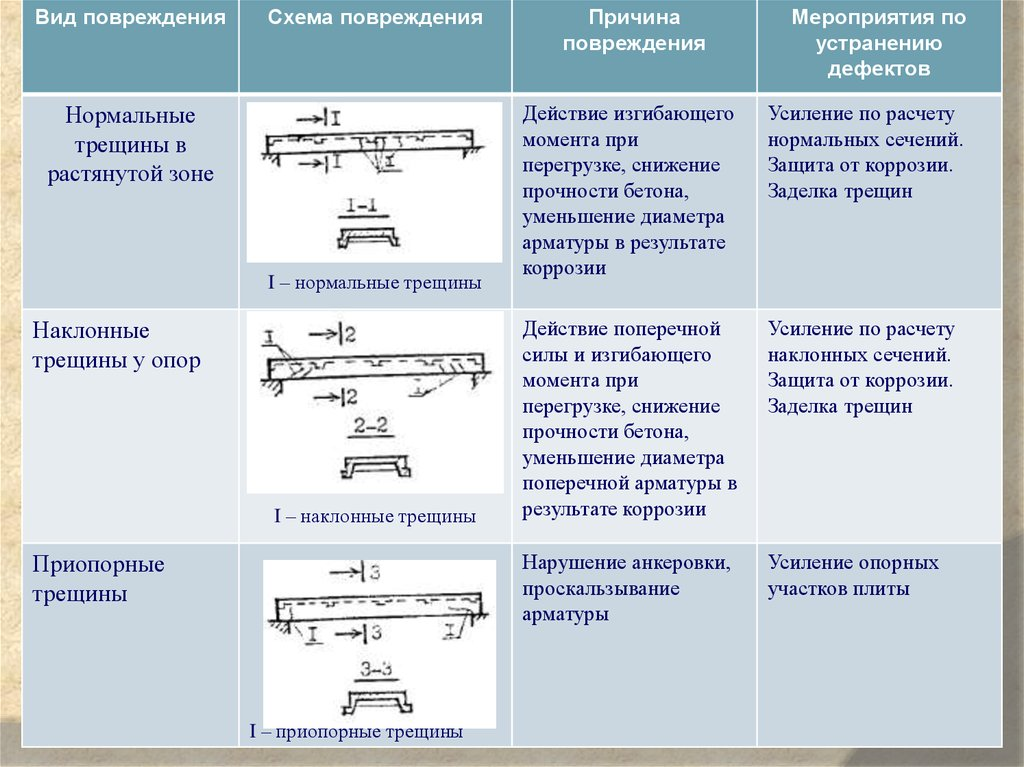 Вид повреждения
Схема повреждения
Причина
повреждения
Мероприятия по
устранению
дефектов
Нормальные
трещины в
растянутой зоне
I
I I
I-I
I – нормальные трещины
Действие изгибающего
момента при
перегрузке, снижение
прочности бетона,
уменьшение диаметра
арматуры в результате
коррозии
Усиление по расчету
нормальных сечений.
Защита от коррозии.
Заделка трещин
Наклонные
трещины у опор
I 2
2 I
2-2
I – наклонные трещины
Действие поперечной
силы и изгибающего
момента при
перегрузке, снижение
прочности бетона,
уменьшение диаметра
поперечной арматуры в
результате коррозии
Усиление по расчету
наклонных сечений.
Защита от коррозии.
Заделка трещин
Приопорные
трещины
3
I 3 I
3-3
I – приопорные трещины
Нарушение анкеровки,
проскальзывание
арматуры
Усиление опорных
участков плиты